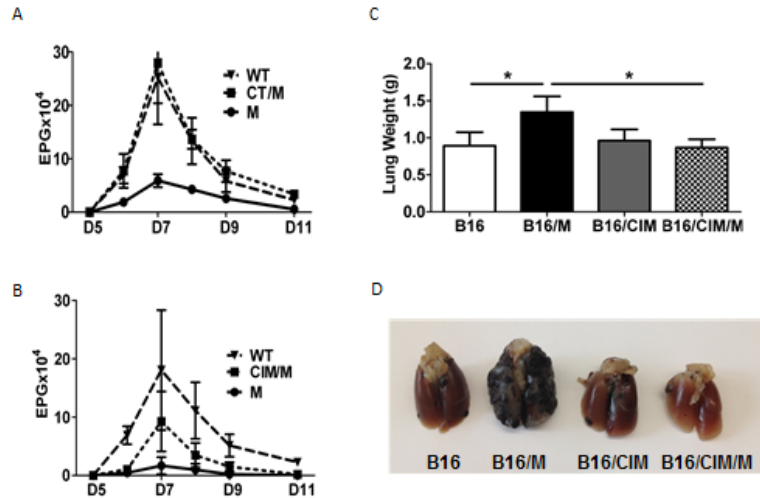 A
EPGx10⁴
30
20
10
0
D5 D7 D9 D11
WT
CT/M
M
B
EPGx10⁴
30
20
10
0
D5 D7 D9 D11
WT
CIM/M
M
C
Lung Weight (g)
2.0
1.5
1.0
0.5
0.0
* *
B16 B16/M B16/CIM B16/CIM/M
D
B16 B16/M B16/CIM B16/CIM/M